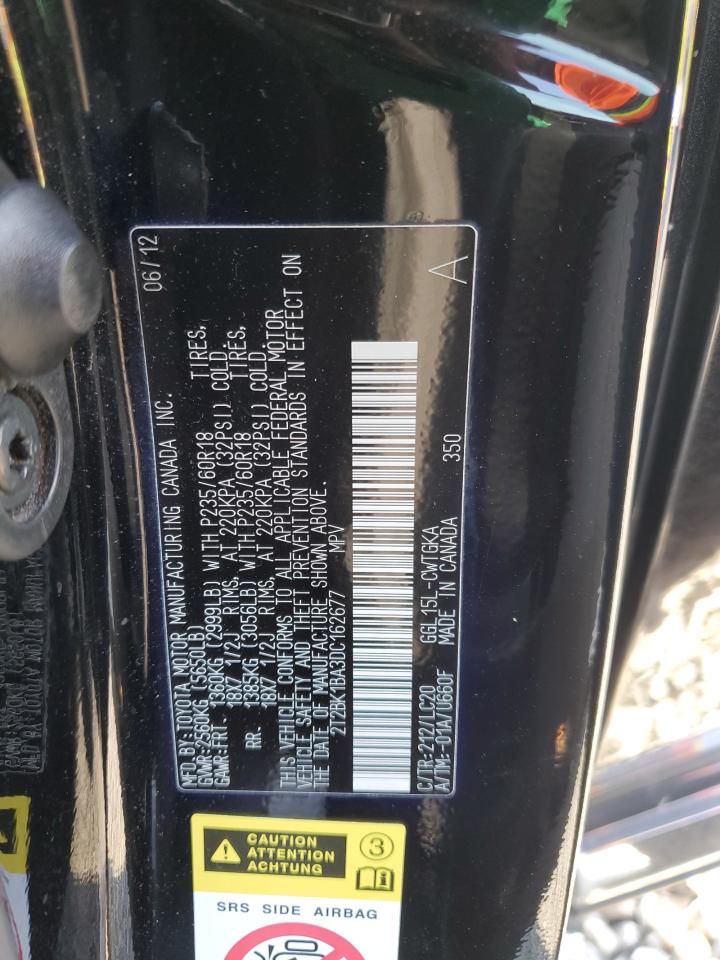 MFD.BY:TOYOTA MOTOR MANUFACTURING CANADA INC. 06/12
GVWR:2560KG(5650LB)
GAWR:FRT. 1360KG(2999LB) WITH P235/60R18 TIRES,
18X7 1/2J RIMS, AT 220KPA (32PSI) COLD.
RR. 1385KG(3056LB) WITH P235/60R18 TIRES,
18X7 1/2J RIMS, AT 220KPA (32PSI) COLD.
THIS VEHICLE CONFORMS TO ALL APPLICABLE FEDERAL MOTOR
VEHICLE SAFETY AND THEFT PREVENTION STANDARDS IN EFFECT ON
THE DATE OF MANUFACTURE SHOWN ABOVE.
2T2BK1BA3DC162677 MPV
C/TR:212/LC20 GGL15L-CWTGKA 350 A
A/TM:-01A/U660F MADE IN CANADA
CAUTION
ATTENTION
ACHTUNG
3
SRS SIDE AIRBAG